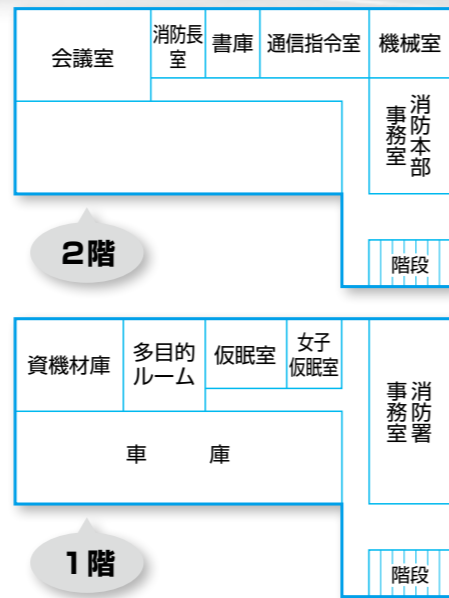 会議室
消防長
室
書庫
通信指令室
機械室
消防本部
事務室
階段
2階
資機材庫
多目的
ルーム
仮眠室
女子
仮眠室
消防署
事務室
車庫
階段
1階